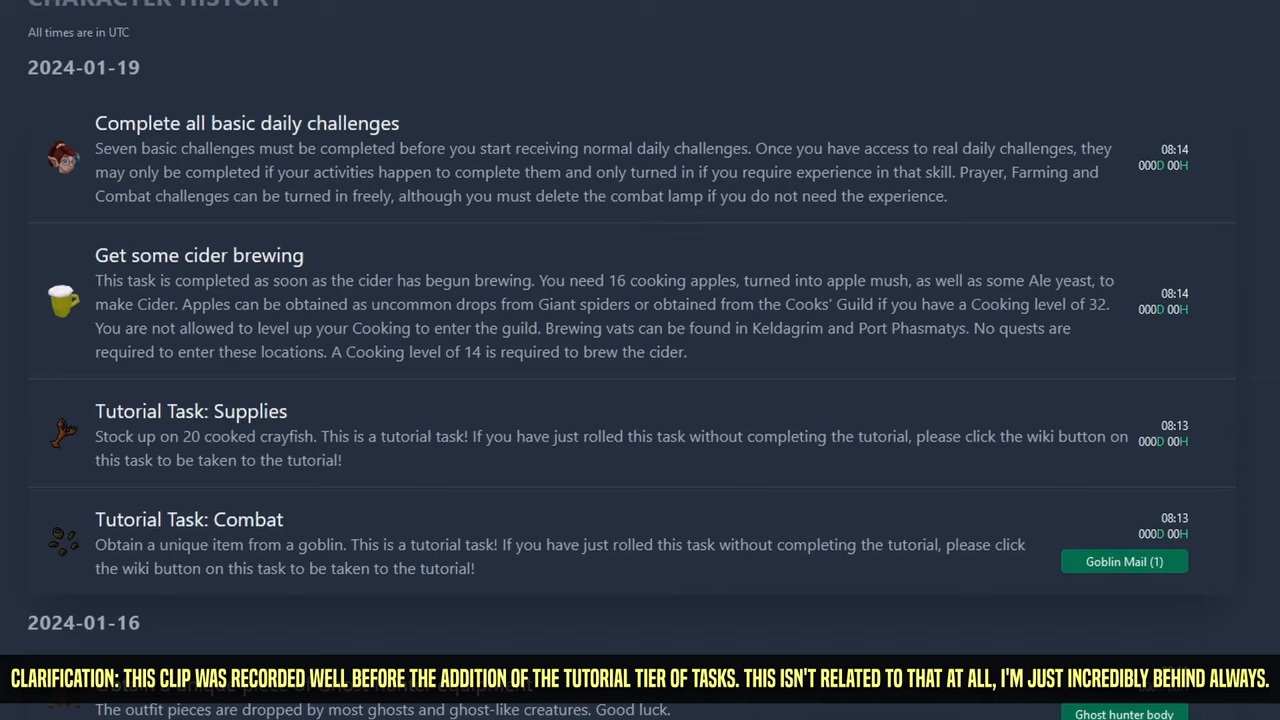 CHARACTER HISTORY
All times are in UTC
2024-01-19
Complete all basic daily challenges
Seven basic challenges must be completed before you start receiving normal daily challenges. Once you have access to real daily challenges, they
may only be completed if your activities happen to complete them and only turned in if you require experience in that skill. Prayer, Farming and
Combat challenges can be turned in freely, although you must delete the combat lamp if you do not need the experience.
08:14
000D 00H
Get some cider brewing
This task is completed as soon as the cider has begun brewing. You need 16 cooking apples, turned into apple mush, as well as some Ale yeast, to
make Cider. Apples can be obtained as uncommon drops from Giant spiders or obtained from the Cooks' Guild if you have a Cooking level of 32.
You are not allowed to level up your Cooking to enter the guild. Brewing vats can be found in Keldagrim and Port Phasmatys. No quests are
required to enter these locations. A Cooking level of 14 is required to brew the cider.
08:14
000D 00H
Tutorial Task: Supplies
Stock up on 20 cooked crayfish. This is a tutorial task! If you have just rolled this task without completing the tutorial, please click the wiki button on
this task to be taken to the tutorial!
08:13
000D 00H
Tutorial Task: Combat
Obtain a unique item from a goblin. This is a tutorial task! If you have just rolled this task without completing the tutorial, please click
the wiki button on this task to be taken to the tutorial!
08:13
000D 00H
Goblin Mail (1)
2024-01-16
CLARIFICATION: THIS CLIP WAS RECORDED WELL BEFORE THE ADDITION OF THE TUTORIAL TIER OF TASKS. THIS ISN'T RELATED TO THAT AT ALL, I'M JUST INCREDIBLY BEHIND ALWAYS.
Obtain a unique piece of Ghost hunter equipment
The outfit pieces are dropped by most ghosts and ghost-like creatures. Good luck.
Ghost hunter body